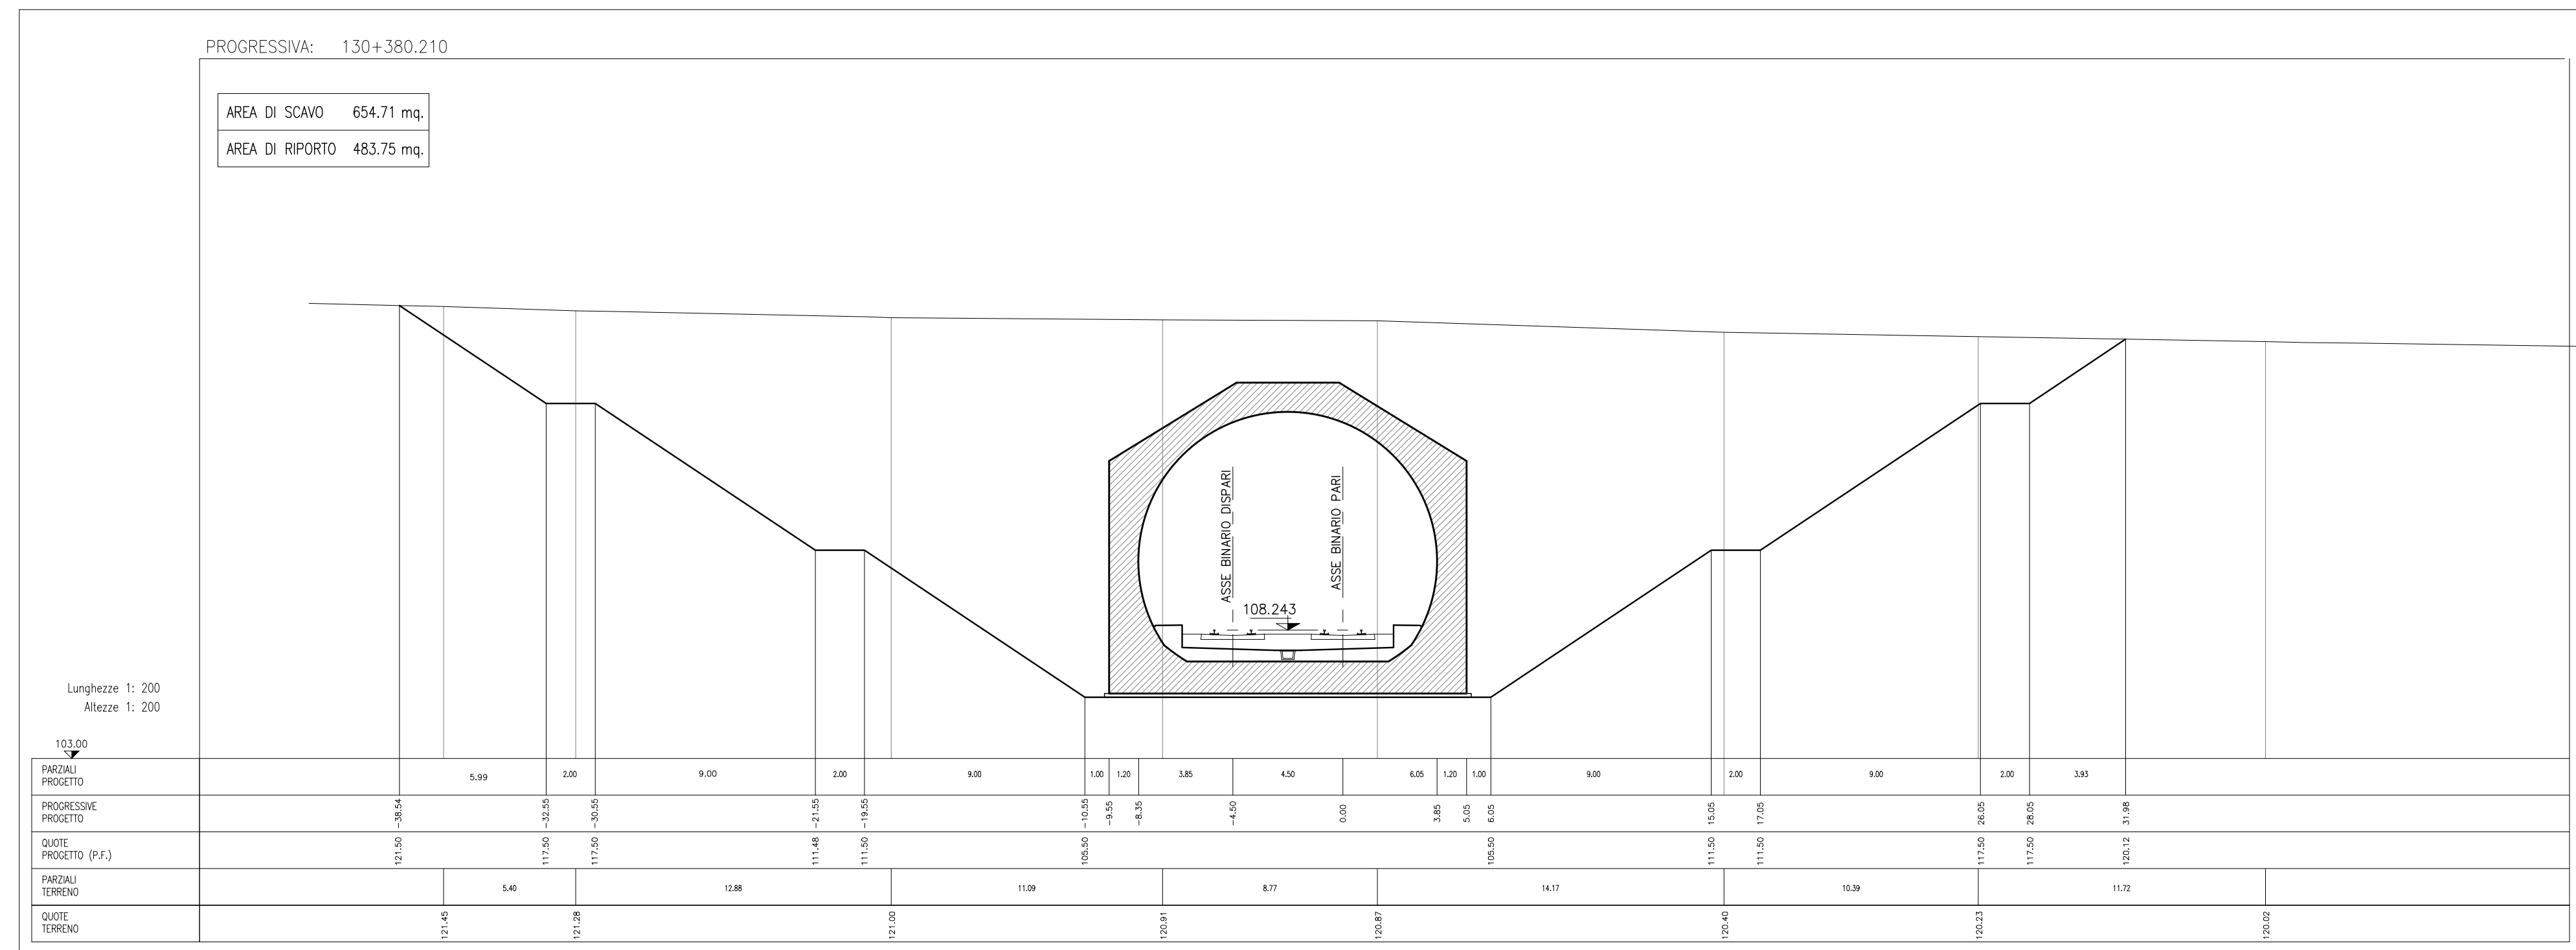 PROGRESSIVA: 130+380.210
AREA DI SCAVO 654.71 mq.
AREA DI RIPORTO 483.75 mq.
ASSE BINARIO DISPARI
ASSE BINARIO PARI
108.243
Lunghezze 1: 200
Altezze 1: 200
103.00
PARZIALI
PROGETTO
5.99 2.00 9.00 2.00 9.00 1.00 1.20 3.85 4.50 6.05 1.20 1.00 9.00 2.00 9.00 2.00 3.93
PROGRESSIVE
PROGETTO
-38.54 -32.55 -30.55 -21.55 -19.55 -10.55 -9.55 -8.35 -4.50 0.00 3.85 5.05 6.05 15.05 17.05 26.05 28.05 31.98
QUOTE
PROGETTO (P.F.)
121.50 117.50 117.50 111.48 111.50 105.50 105.50 111.50 111.50 117.50 117.50 120.12
PARZIALI
TERRENO
5.40 12.88 11.09 8.77 14.17 10.39 11.72
QUOTE
TERRENO
121.45 121.28 121.00 120.91 120.87 120.40 120.23 120.02